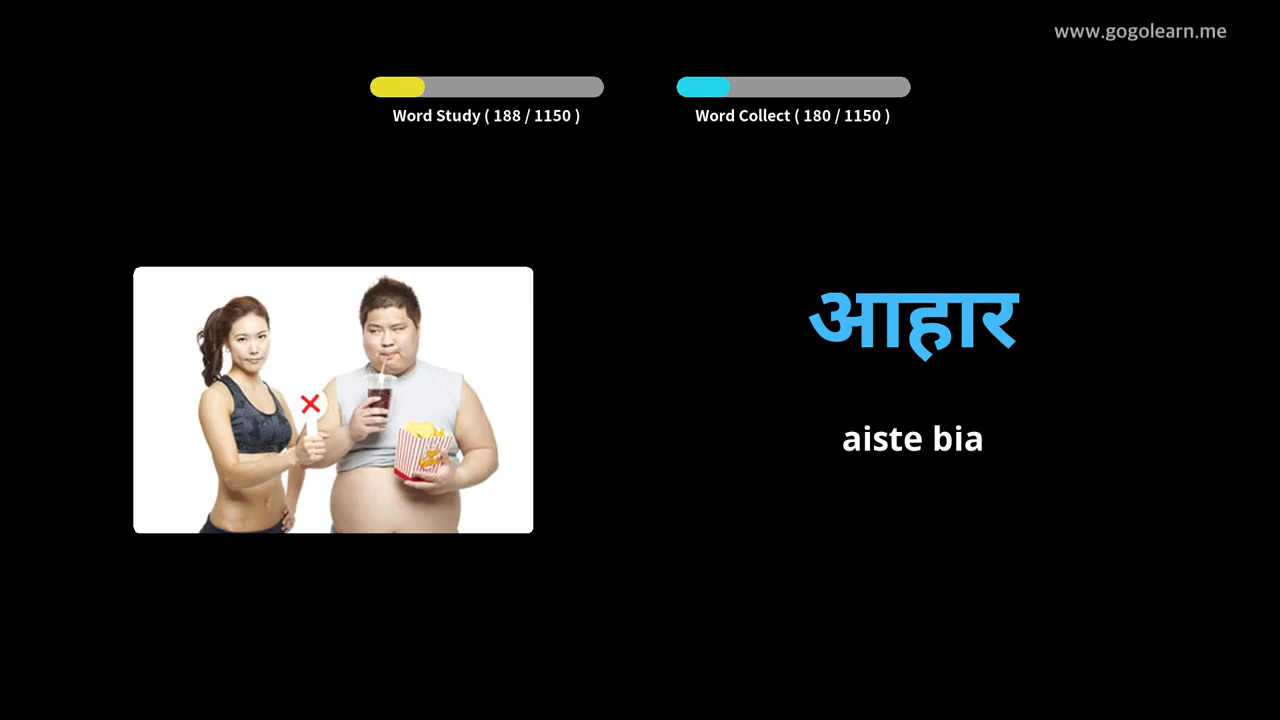 www.gogolearn.me
Word Study ( 188 / 1150 )
Word Collect ( 180 / 1150 )
आहार
aiste bia